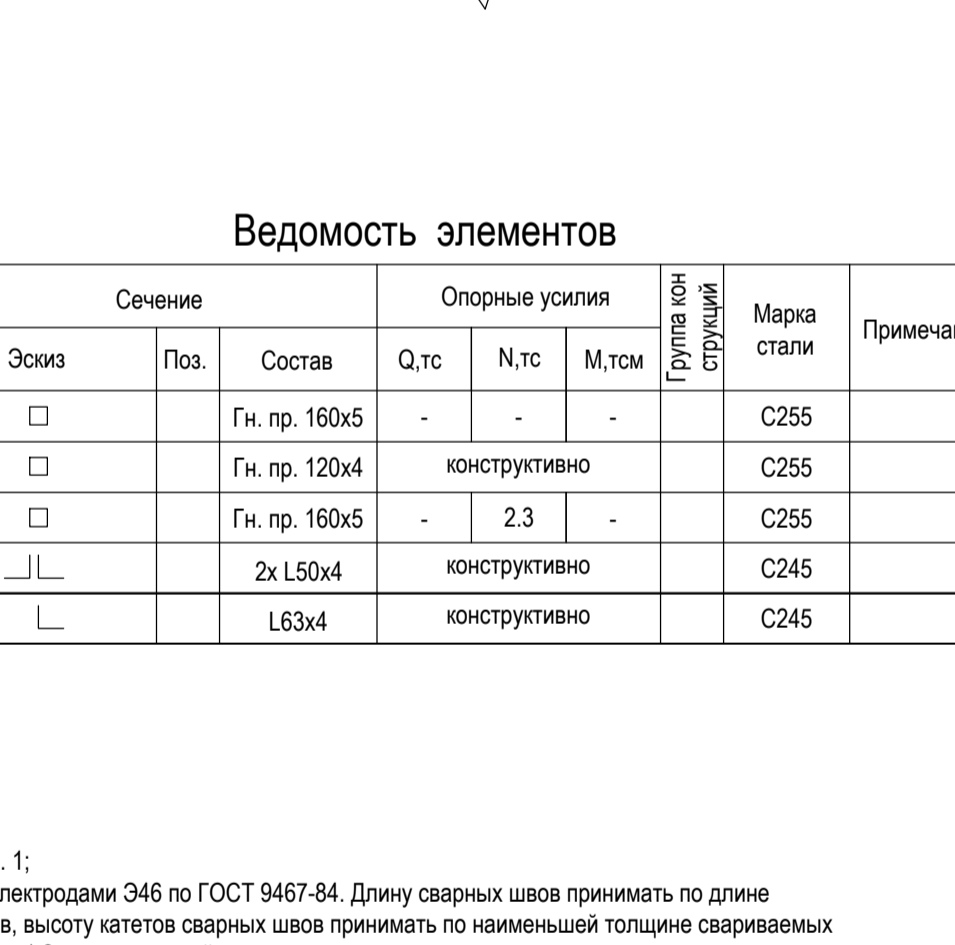 Ведомость элементов
Сечение Опорные усилия Группа кон струкций Марка стали
Эскиз Поз. Состав Q,тс N,тс М,тсм
Гн. пр. 160х5 - - - С255
Гн. пр. 120х4 конструктивно С255
Гн. пр. 160х5 - 2.3 - С255
2х L50х4 конструктивно С245
L63х4 конструктивно С245
. 1;
лектродами Э46 по ГОСТ 9467-84. Длину сварных швов принимать по длине
в, высоту катетов сварных швов принимать по наименьшей толщине свариваемых